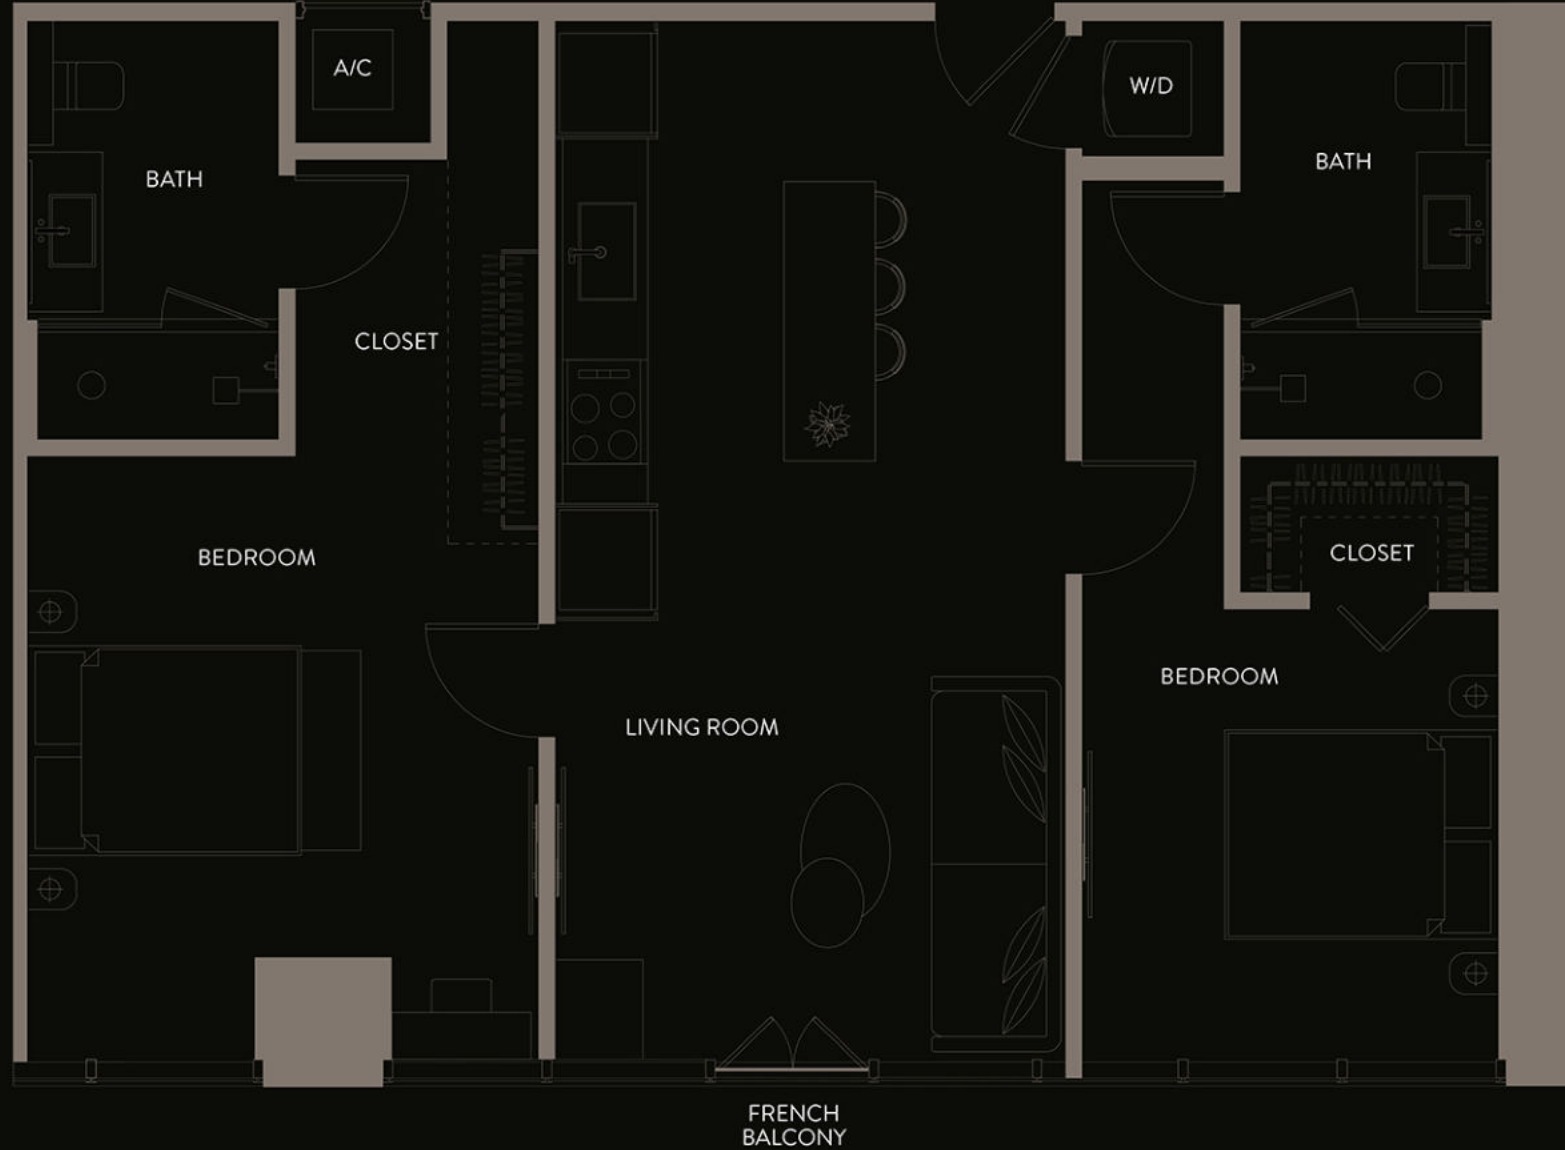 A/C
W/D
BATH
BATH
CLOSET
BEDROOM
CLOSET
BEDROOM
LIVING ROOM
FRENCH
BALCONY